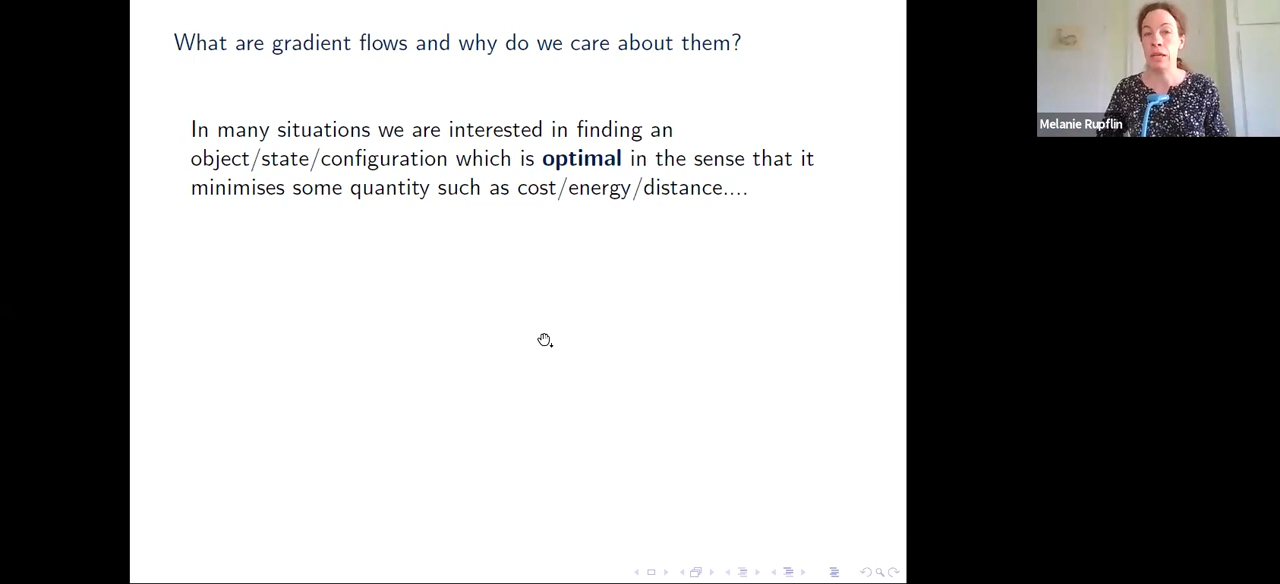 What are gradient flows and why do we care about them?
In many situations we are interested in finding an
object/state/configuration which is optimal in the sense that it
minimises some quantity such as cost/energy/distance....
Melanie Rupflin